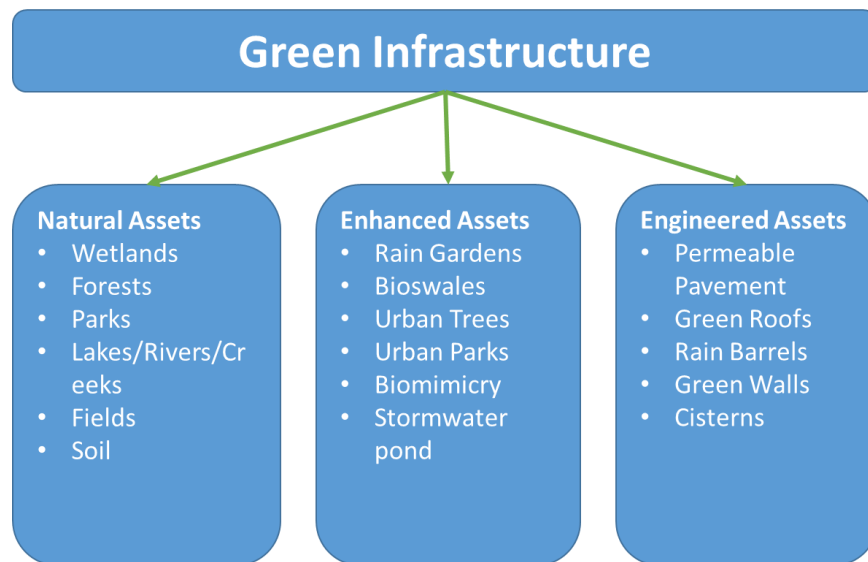 Green Infrastructure
Natural Assets
• Wetlands
• Forests
• Parks
• Lakes/Rivers/Cr
eeks
• Fields
• Soil
Enhanced Assets
• Rain Gardens
• Bioswales
• Urban Trees
• Urban Parks
• Biomimicry
• Stormwater
pond
Engineered Assets
• Permeable
Pavement
• Green Roofs
• Rain Barrels
• Green Walls
• Cisterns